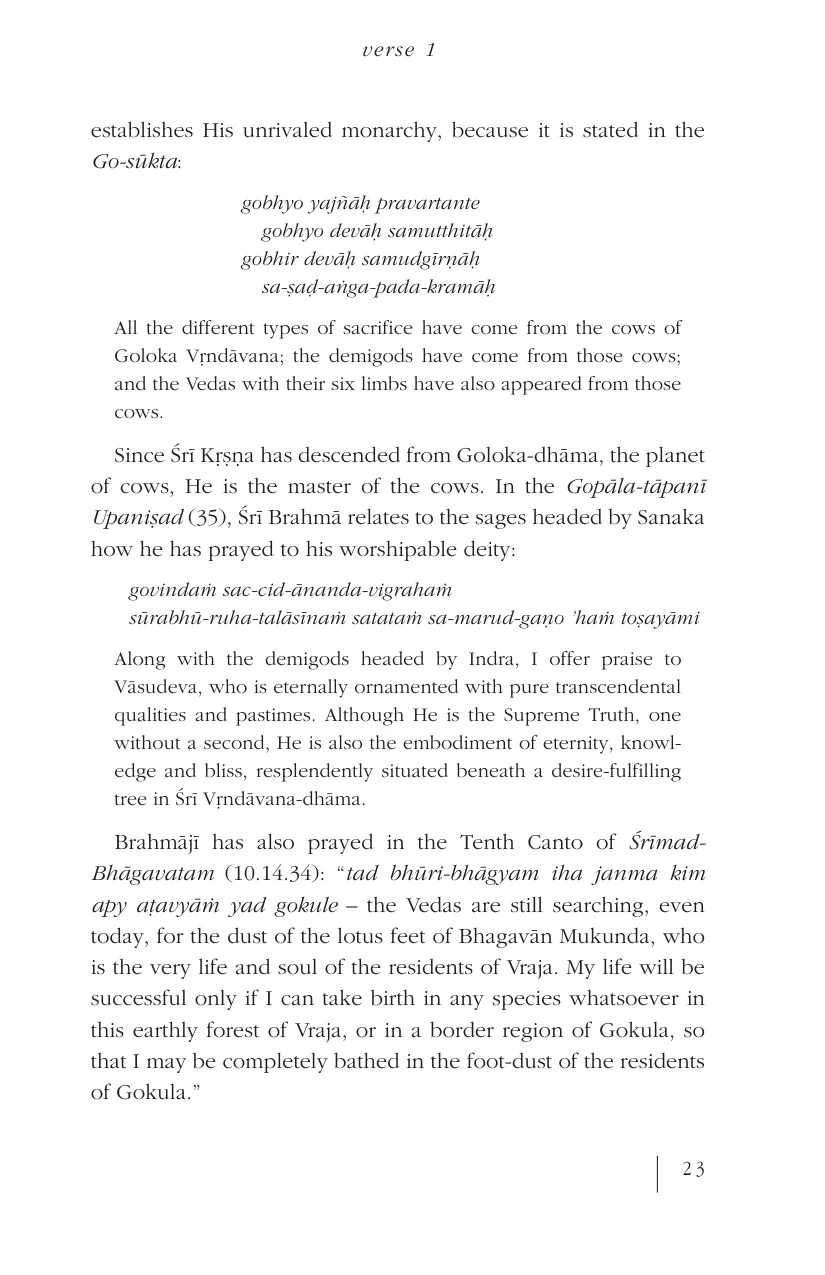 verse 1
establishes His unrivaled monarchy, because it is stated in the
Go-sūkta:
gobhyo yajñāḥ pravartante
gobhyo devāḥ samutthitāḥ
gobhir devāḥ samudgīrṇāḥ
sa-ṣaḍ-aṅga-pada-kramāḥ
All the different types of sacrifice have come from the cows of
Goloka Vṛndāvana; the demigods have come from those cows;
and the Vedas with their six limbs have also appeared from those
cows.
Since Śrī Kṛṣṇa has descended from Goloka-dhāma, the planet
of cows, He is the master of the cows. In the Gopāla-tāpanī
Upaniṣad (35), Śrī Brahmā relates to the sages headed by Sanaka
how he has prayed to his worshipable deity:
govindaṁ sac-cid-ānanda-vigrahaṁ
sūrabhū-ruha-talāsīnaṁ satataṁ sa-marud-gaṇo ’haṁ toṣayāmi
Along with the demigods headed by Indra, I offer praise to
Vāsudeva, who is eternally ornamented with pure transcendental
qualities and pastimes. Although He is the Supreme Truth, one
without a second, He is also the embodiment of eternity, knowl-
edge and bliss, resplendently situated beneath a desire-fulfilling
tree in Śrī Vṛndāvana-dhāma.
Brahmājī has also prayed in the Tenth Canto of Śrīmad-
Bhāgavatam (10.14.34): “tad bhūri-bhāgyam iha janma kim
apy aṭavyāṁ yad gokule – the Vedas are still searching, even
today, for the dust of the lotus feet of Bhagavān Mukunda, who
is the very life and soul of the residents of Vraja. My life will be
successful only if I can take birth in any species whatsoever in
this earthly forest of Vraja, or in a border region of Gokula, so
that I may be completely bathed in the foot-dust of the residents
of Gokula.”
23